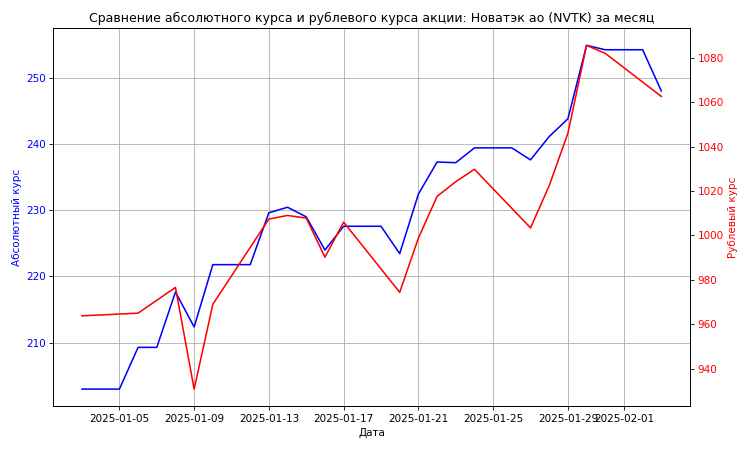 Сравнение абсолютного курса и рублевого курса акции: Новатэк ао (NVTK) за месяц
250
240
230
220
210
Абсолютный курс
1080
1060
1040
1020
1000
980
960
940
Рублевый курс
2025-01-05 2025-01-09 2025-01-13 2025-01-17 2025-01-21 2025-01-25 2025-01-29 2025-02-01
Дата